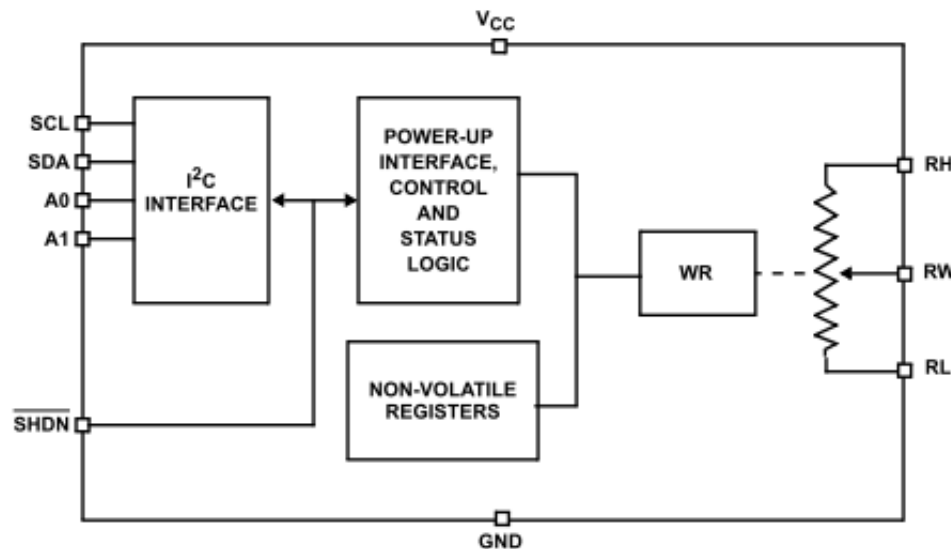 V_CC
SCL
SDA
A0
A1
I²C
INTERFACE
POWER-UP
INTERFACE,
CONTROL
AND
STATUS
LOGIC
WR
RH
RW
RL
NON-VOLATILE
REGISTERS
SHDN
GND